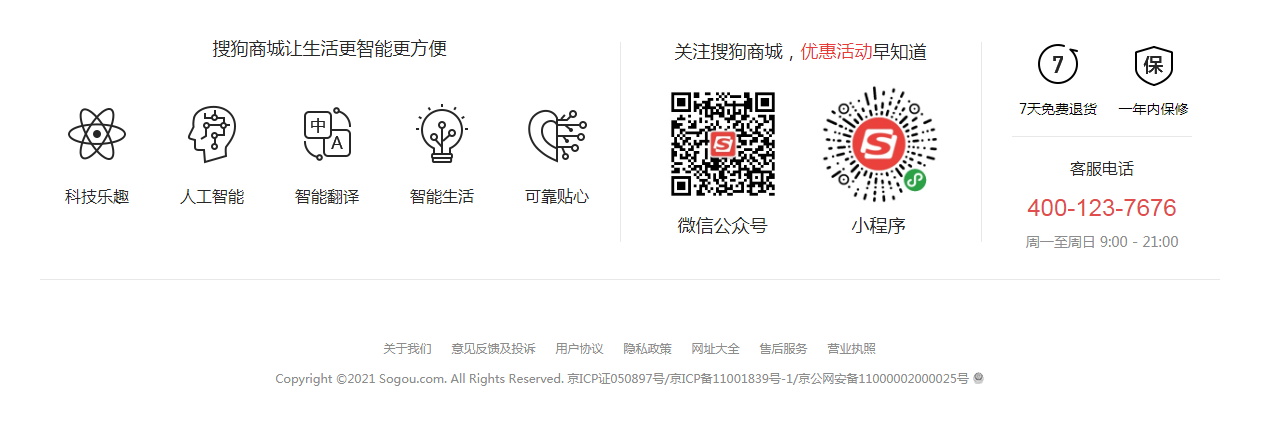 搜狗商城让生活更智能更方便
中
A
科技乐趣 人工智能 智能翻译 智能生活 可靠贴心
关注搜狗商城，优惠活动早知道
S S
微信公众号 小程序
7 保
7天免费退货 一年内保修
客服电话
400-123-7676
周一至周日 9:00 - 21:00
关于我们 意见反馈及投诉 用户协议 隐私政策 网址大全 售后服务 营业执照
Copyright ©2021 Sogou.com. All Rights Reserved. 京ICP证050897号/京ICP备11001839号-1/京公网安备11000002000025号